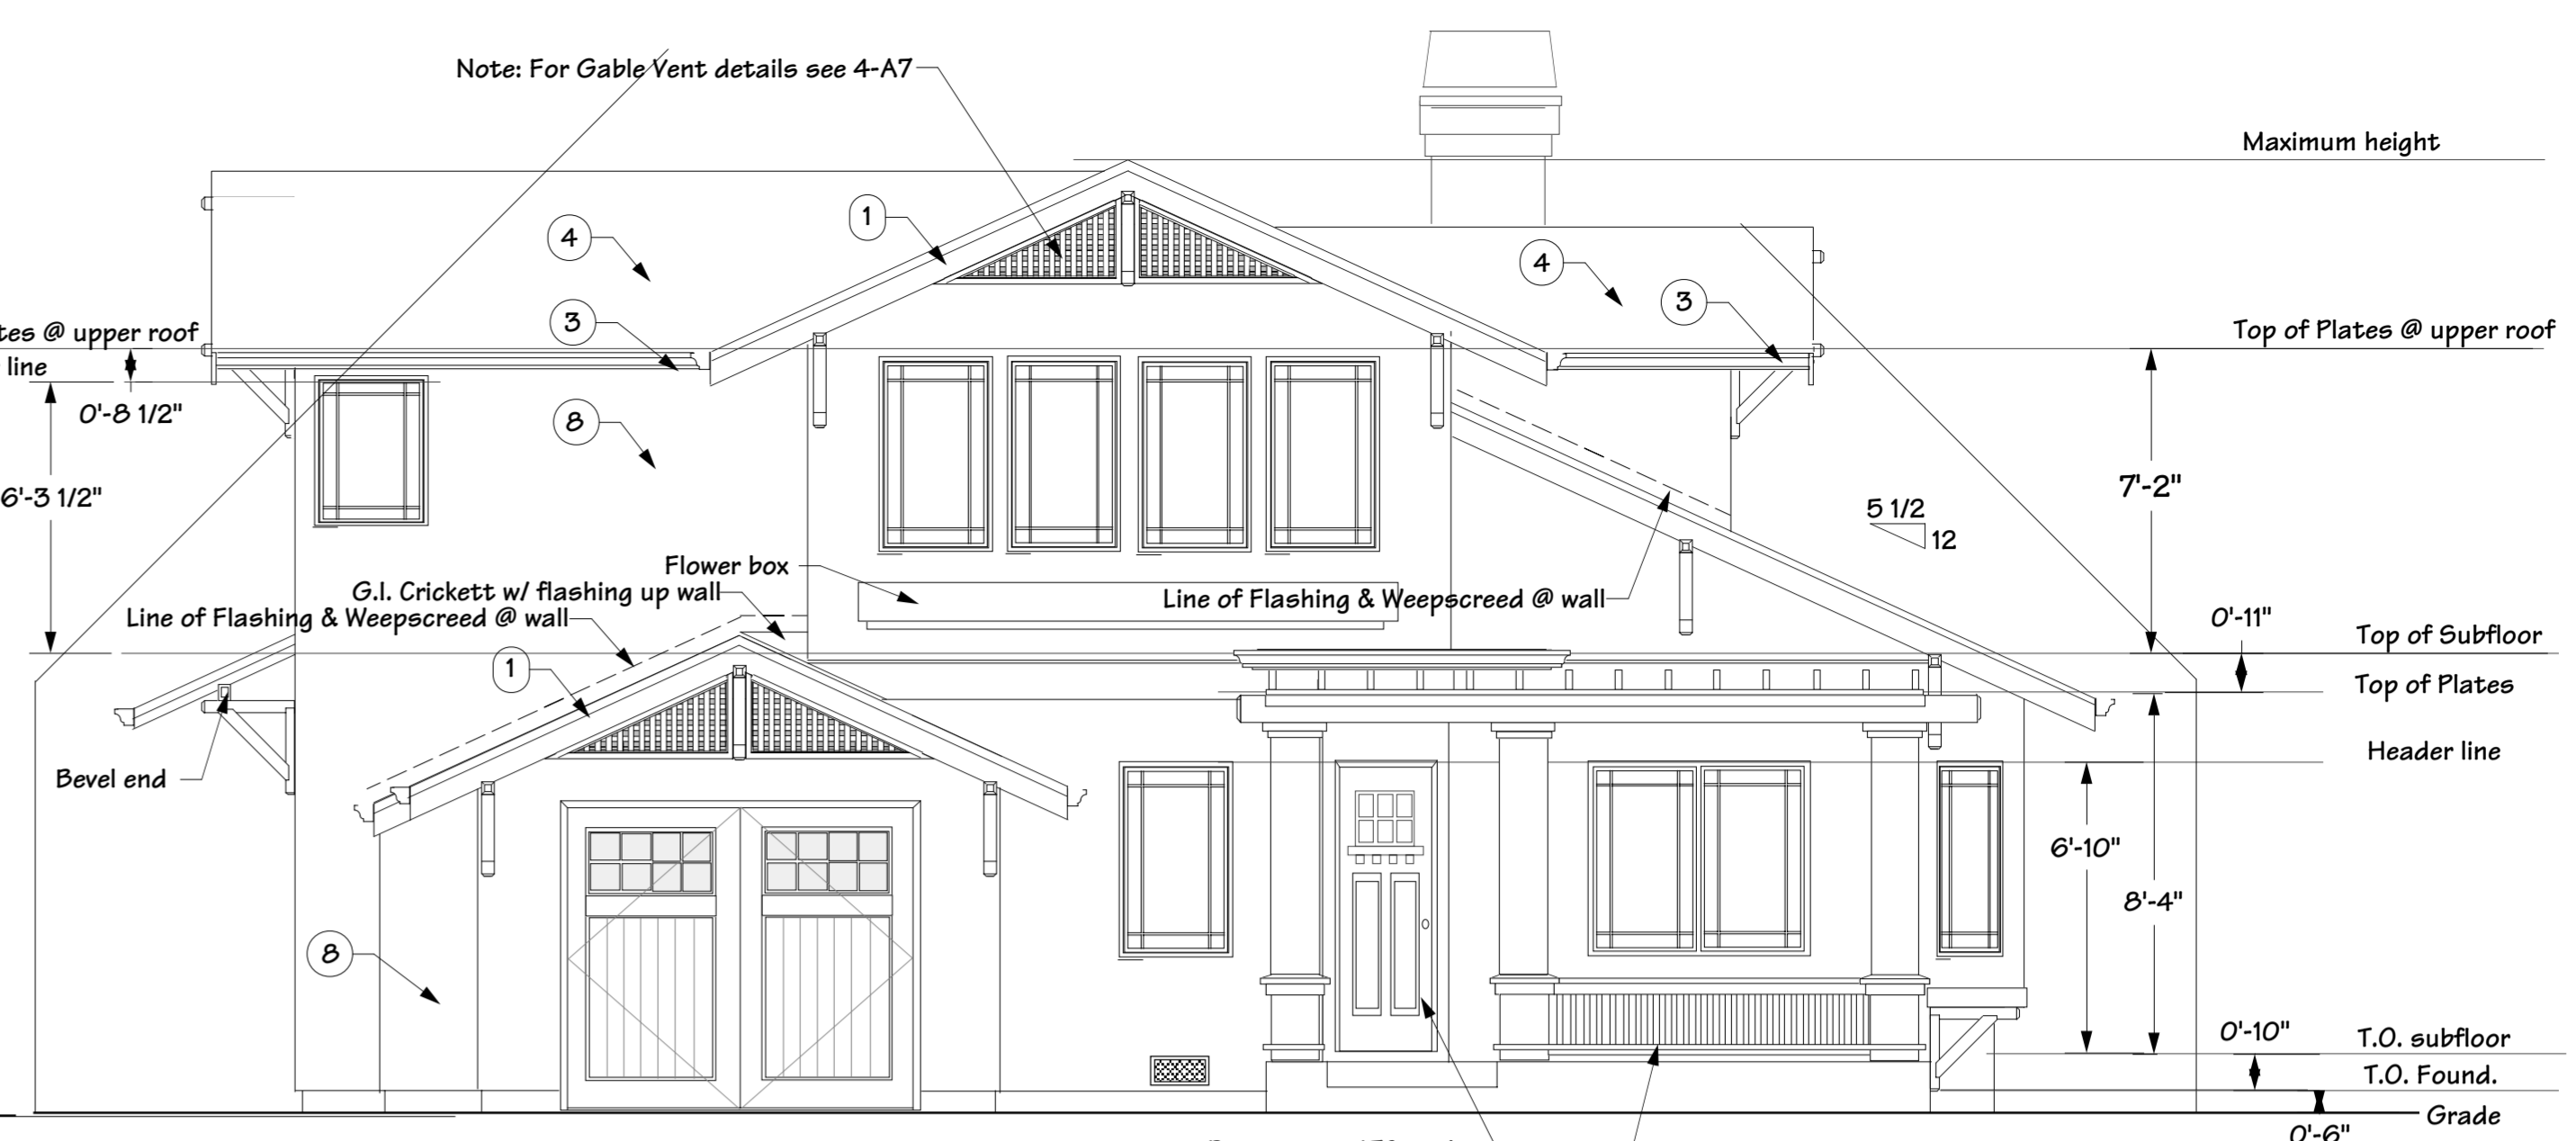 Note: For Gable Vent details see 4-A7
Maximum height
1
4
4
3
3
@ upper roof
line
0'-8 1/2"
6'-3 1/2"
8
Top of Plates @ upper roof
7'-2"
5 1/2
12
Flower box
G.I. Crickett w/ flashing up wall
Line of Flashing & Weepscreed @ wall
Line of Flashing & Weepscreed @ wall
1
0'-11"
Top of Subfloor
Top of Plates
Header line
Bevel end
6'-10"
8'-4"
8
0'-10"
T.O. subfloor
T.O. Found.
Grade
0'-6"